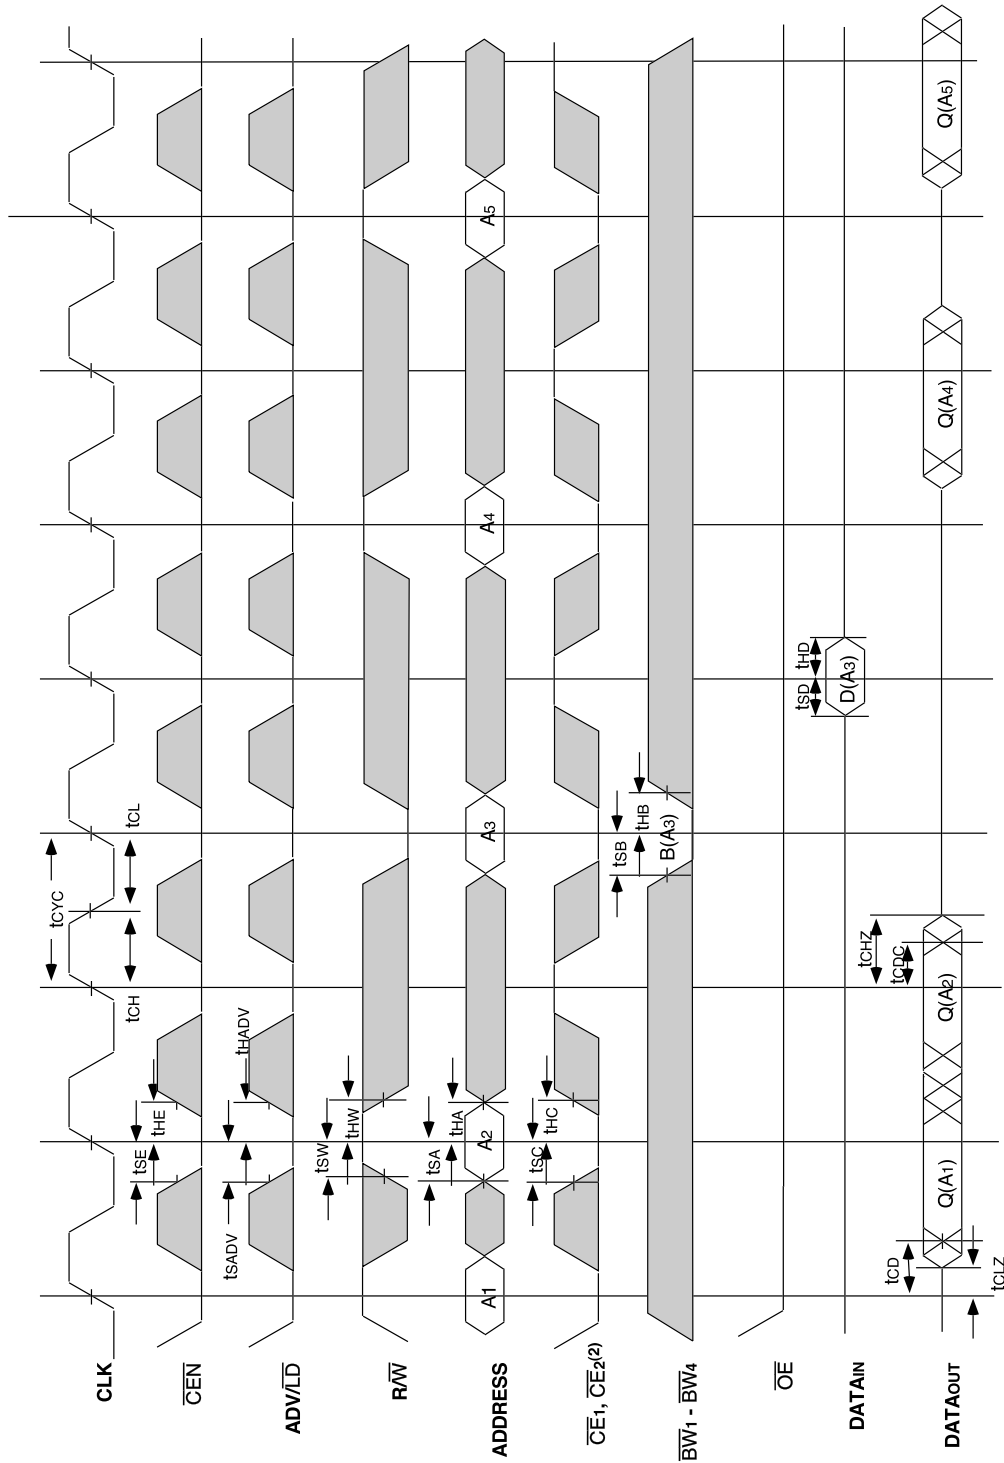 CLK
tCYC
tCH
tCL
CEN
tSE
tHE
ADV/LD
tSADV
tHADV
R/W
tSW
tHW
ADDRESS
A1
A2
A3
A4
A5
tSA
tHA
CE1, CE2(2)
tSC
tHC
BW1 - BW4
tSB
tHB
B(A3)
OE
DATAIN
tSD
tHD
D(A3)
DATAOUT
tCD
tCLZ
Q(A1)
tCHZ
tCDC
Q(A2)
Q(A4)
Q(A5)